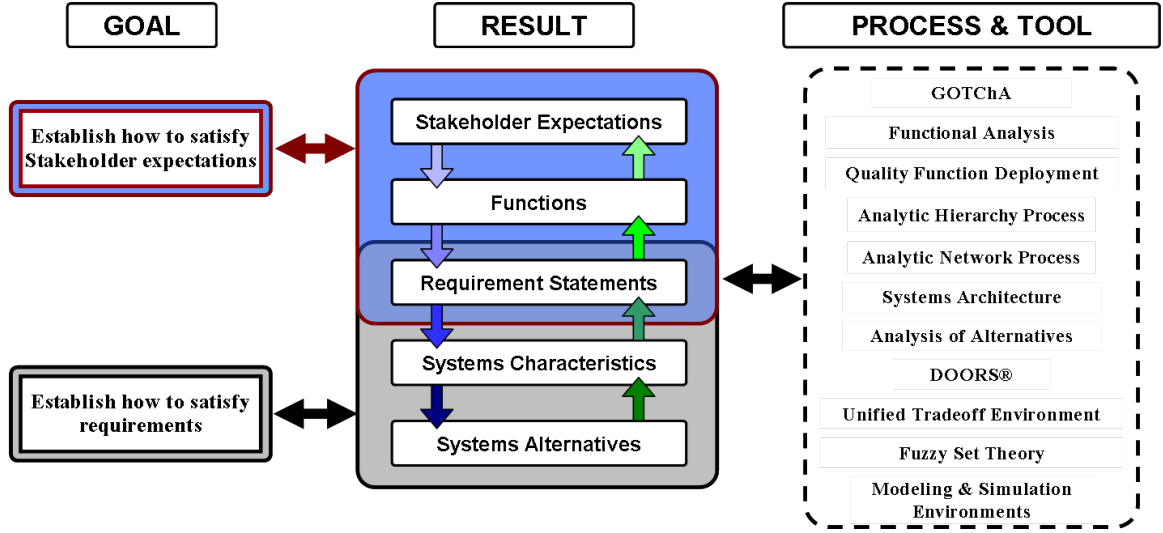 GOAL
RESULT
PROCESS & TOOL
Establish how to satisfy
Stakeholder expectations
Establish how to satisfy
requirements
Stakeholder Expectations
Functions
Requirement Statements
Systems Characteristics
Systems Alternatives
GOTChA
Functional Analysis
Quality Function Deployment
Analytic Hierarchy Process
Analytic Network Process
Systems Architecture
Analysis of Alternatives
DOORS®
Unified Tradeoff Environment
Fuzzy Set Theory
Modeling & Simulation
Environments